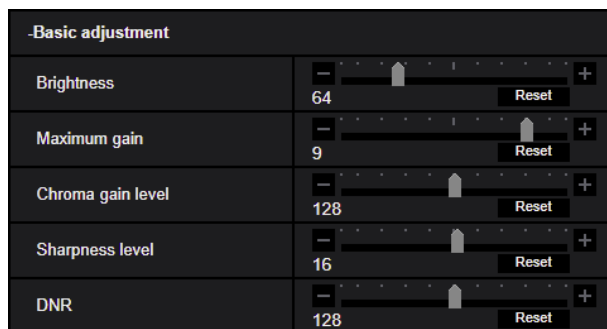 -Basic adjustment
Brightness
64 Reset
Maximum gain
9 Reset
Chroma gain level
128 Reset
Sharpness level
16 Reset
DNR
128 Reset